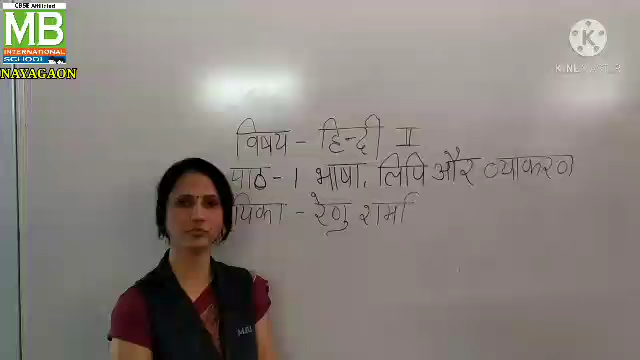 CBSE Affiliated
MB
INTERNATIONAL
SCHOOL
NAYAGAON
KINEMASTER
विषय - हिन्दी II
पाठ - 1 भाषा, लिपि और व्याकरण
यिका - रेणु शर्मा